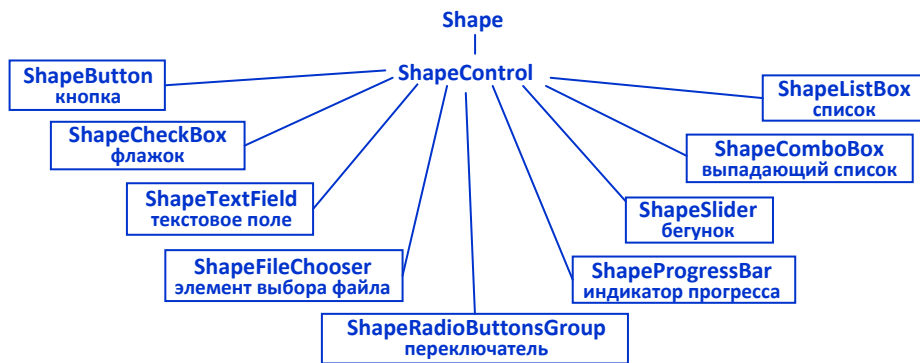 Shape
ShapeControl
ShapeButton
кнопка
ShapeListBox
список
ShapeCheckBox
флажок
ShapeComboBox
выпадающий список
ShapeTextField
текстовое поле
ShapeSlider
бегунок
ShapeFileChooser
элемент выбора файла
ShapeProgressBar
индикатор прогресса
ShapeRadioButtonsGroup
переключатель